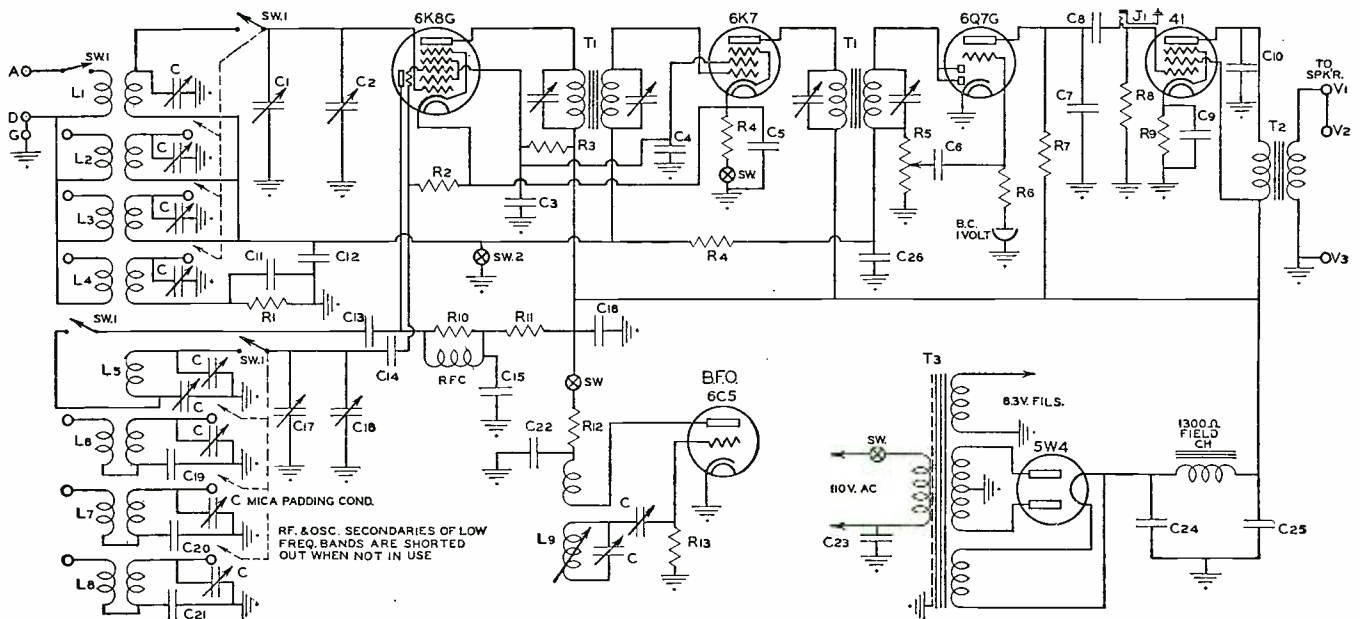 6K8G
6K7
6Q7G
41
SW.1
A
SW.1
L1
C
C1
C2
T1
T1
C8
J1
C10
TO
SPKR.
V1
V2
V3
D
G
L2
C
R2
R3
C3
C4
R4
SW
C5
R5
C6
R6
R7
C7
R8
R9
C9
T2
L3
C
B.C.
1 VOLT
L4
C
C11
R1
C12
SW.2
R4
C26
SW.1
C13
R10
R11
C16
L5
C
SW.1
C
C14
RFC
C15
SW
T3
6.3V. FILS.
B.F.O.
6C5
L6
C
C17
C18
C19
C22
R12
SW.
110V. AC
5W4
1300Ω
FIELD
CH
L7
C
MICA PADDING COND.
C20
RF. & OSC. SECONDARIES OF LOW
FREQ. BANDS ARE SHORTED
OUT WHEN NOT IN USE
L9
C
C
R13
C23
C24
C25
L8
C
C21